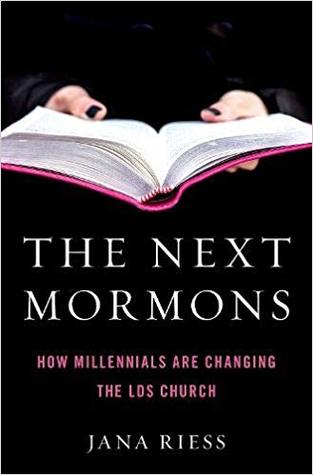 THE NEXT
MORMONS
HOW MILLENNIALS ARE CHANGING
THE LDS CHURCH
JANA RIESS